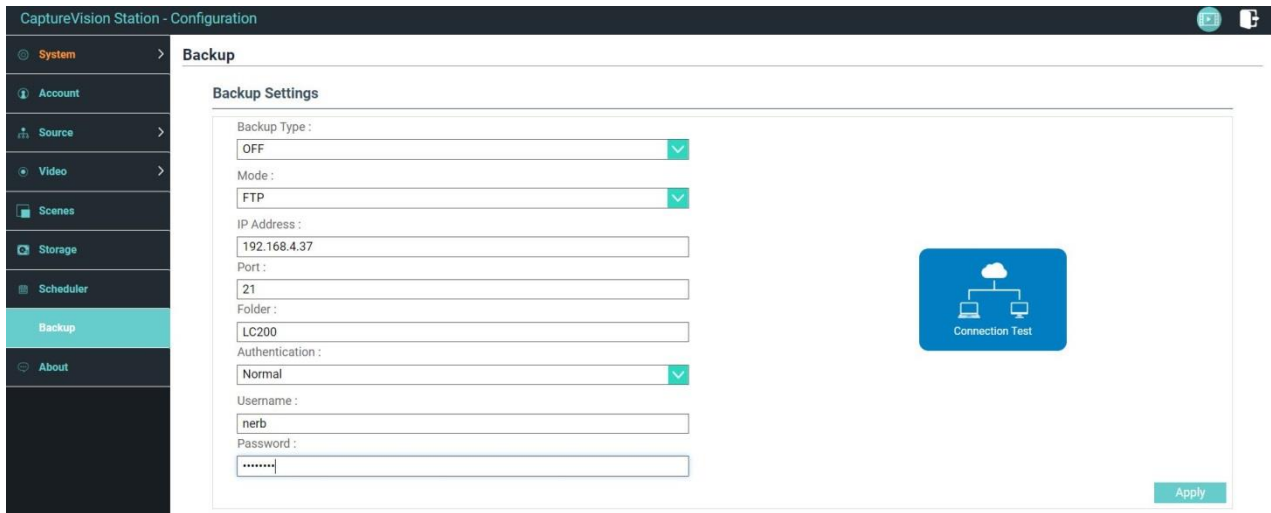 CaptureVision Station - Configuration
System
Account
Source
Video
Scenes
Storage
Scheduler
Backup
About
Backup
Backup Settings
Backup Type :
OFF
Mode :
FTP
IP Address :
192.168.4.37
Port :
21
Folder :
LC200
Authentication :
Normal
Username :
nerb
Password :
••••••••
Connection Test
Apply